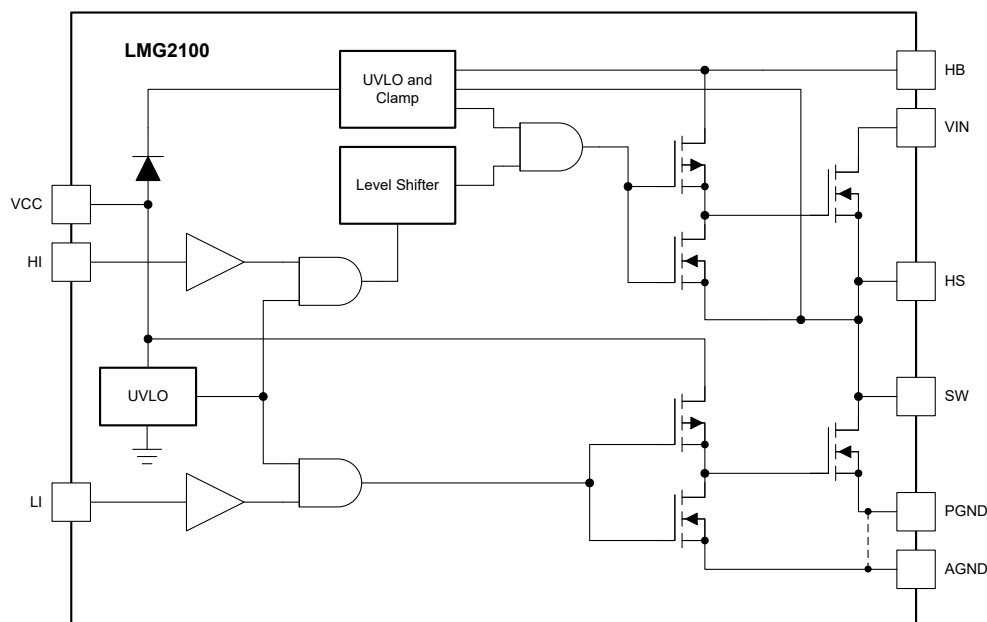 LMG2100
UVLO and
Clamp
HB
VIN
Level Shifter
VCC
HI
HS
UVLO
SW
LI
PGND
AGND